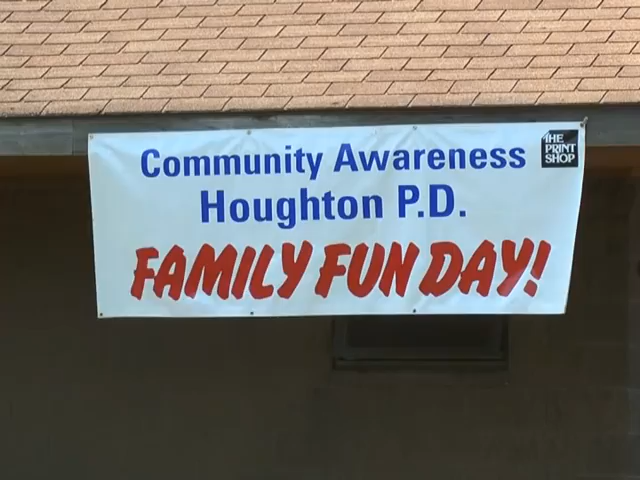 Community Awareness
Houghton P.D.
FAMILY FUN DAY!
THE
PRINT
SHOP